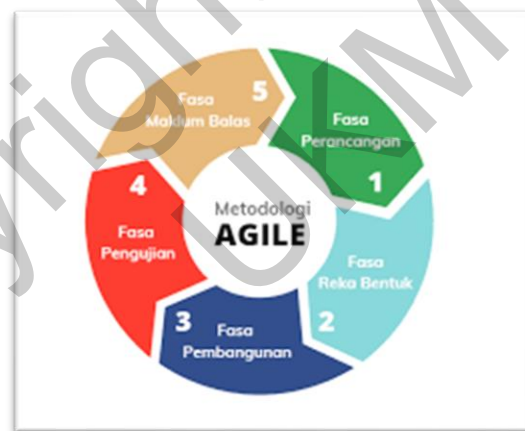 Metodologi
AGILE
Fasa
Perancangan
1
Fasa
Reka Bentuk
2
3
Fasa
Pembangunan
4
Fasa
Pengujian
5
Fasa
Maklum Balas
UKM